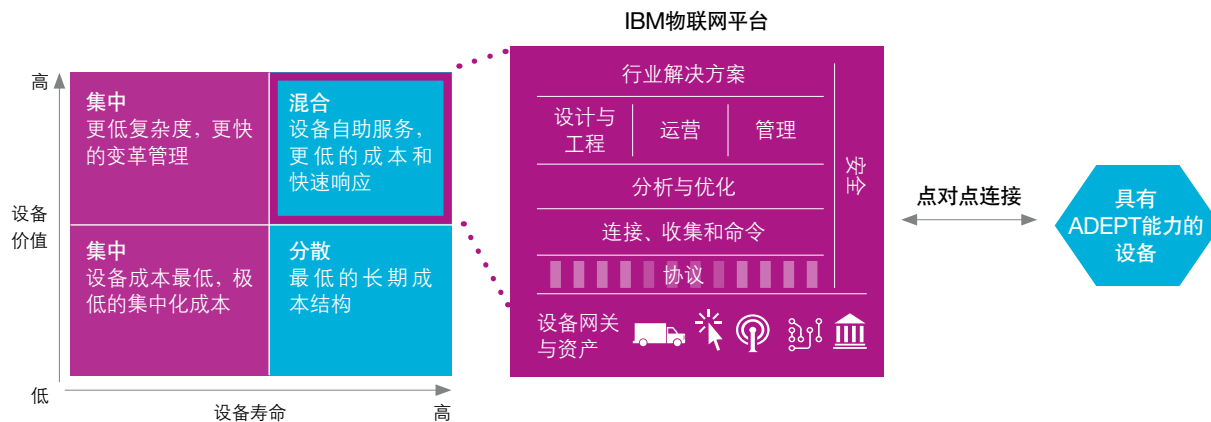 IBM物联网平台
高
设备
价值
低
设备寿命
高
集中
更低复杂度，更快
的变革管理
混合
设备自助服务，
更低的成本和
快速响应
集中
设备成本最低，极
低的集中化成本
分散
最低的长期成
本结构
行业解决方案
设计与
工程
运营
管理
分析与优化
连接、收集和命令
协议
安全
设备网关
与资产
点对点连接
具有
ADEPT能力的
设备